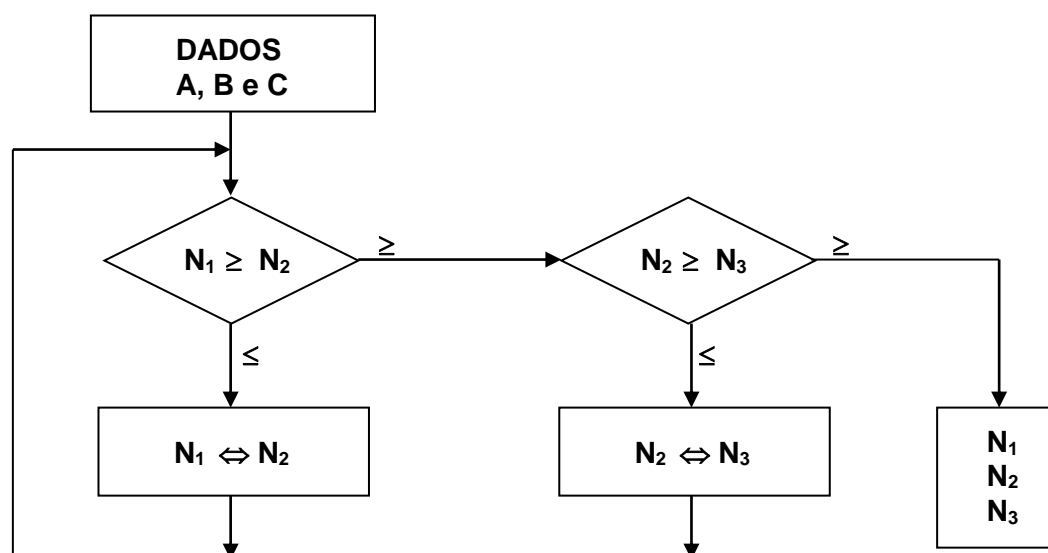 DADOS
A, B e C
N₁ ≥ N₂
≥
N₂ ≥ N₃
≥
≤
≤
N₁ ⇔ N₂
N₂ ⇔ N₃
N₁
N₂
N₃